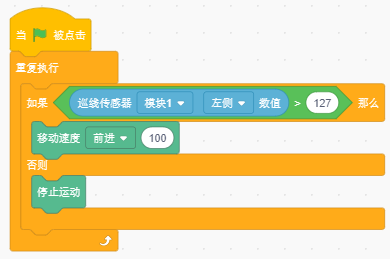 当 被点击
重复执行
如果 巡线传感器 模块1 左侧 数值 > 127 那么
移动速度 前进 100
否则
停止运动